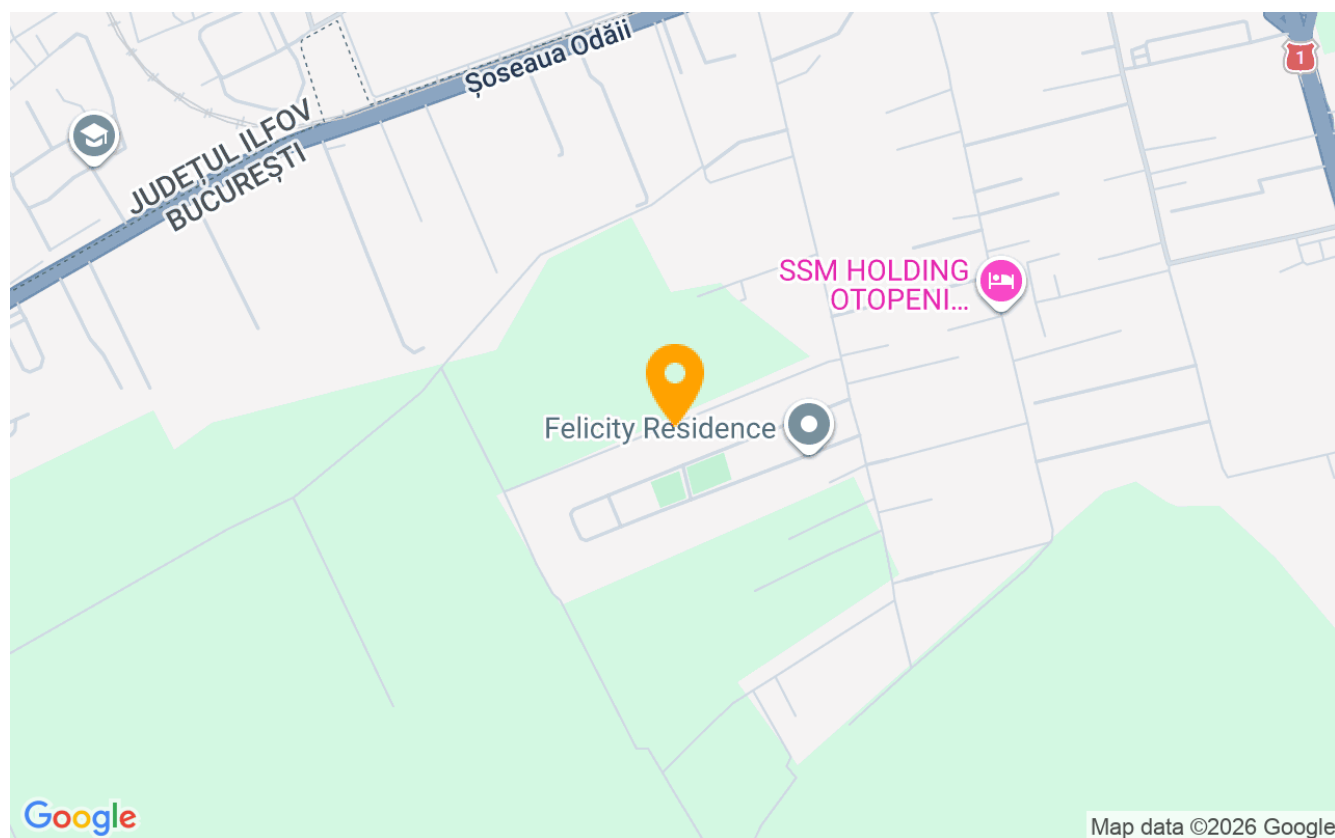 Șoseaua Odăii
1
JUDEȚUL ILFOV
BUCUREȘTI
SSM HOLDING
OTOPENI...
Felicity Residence
Google
Map data ©2026 Google